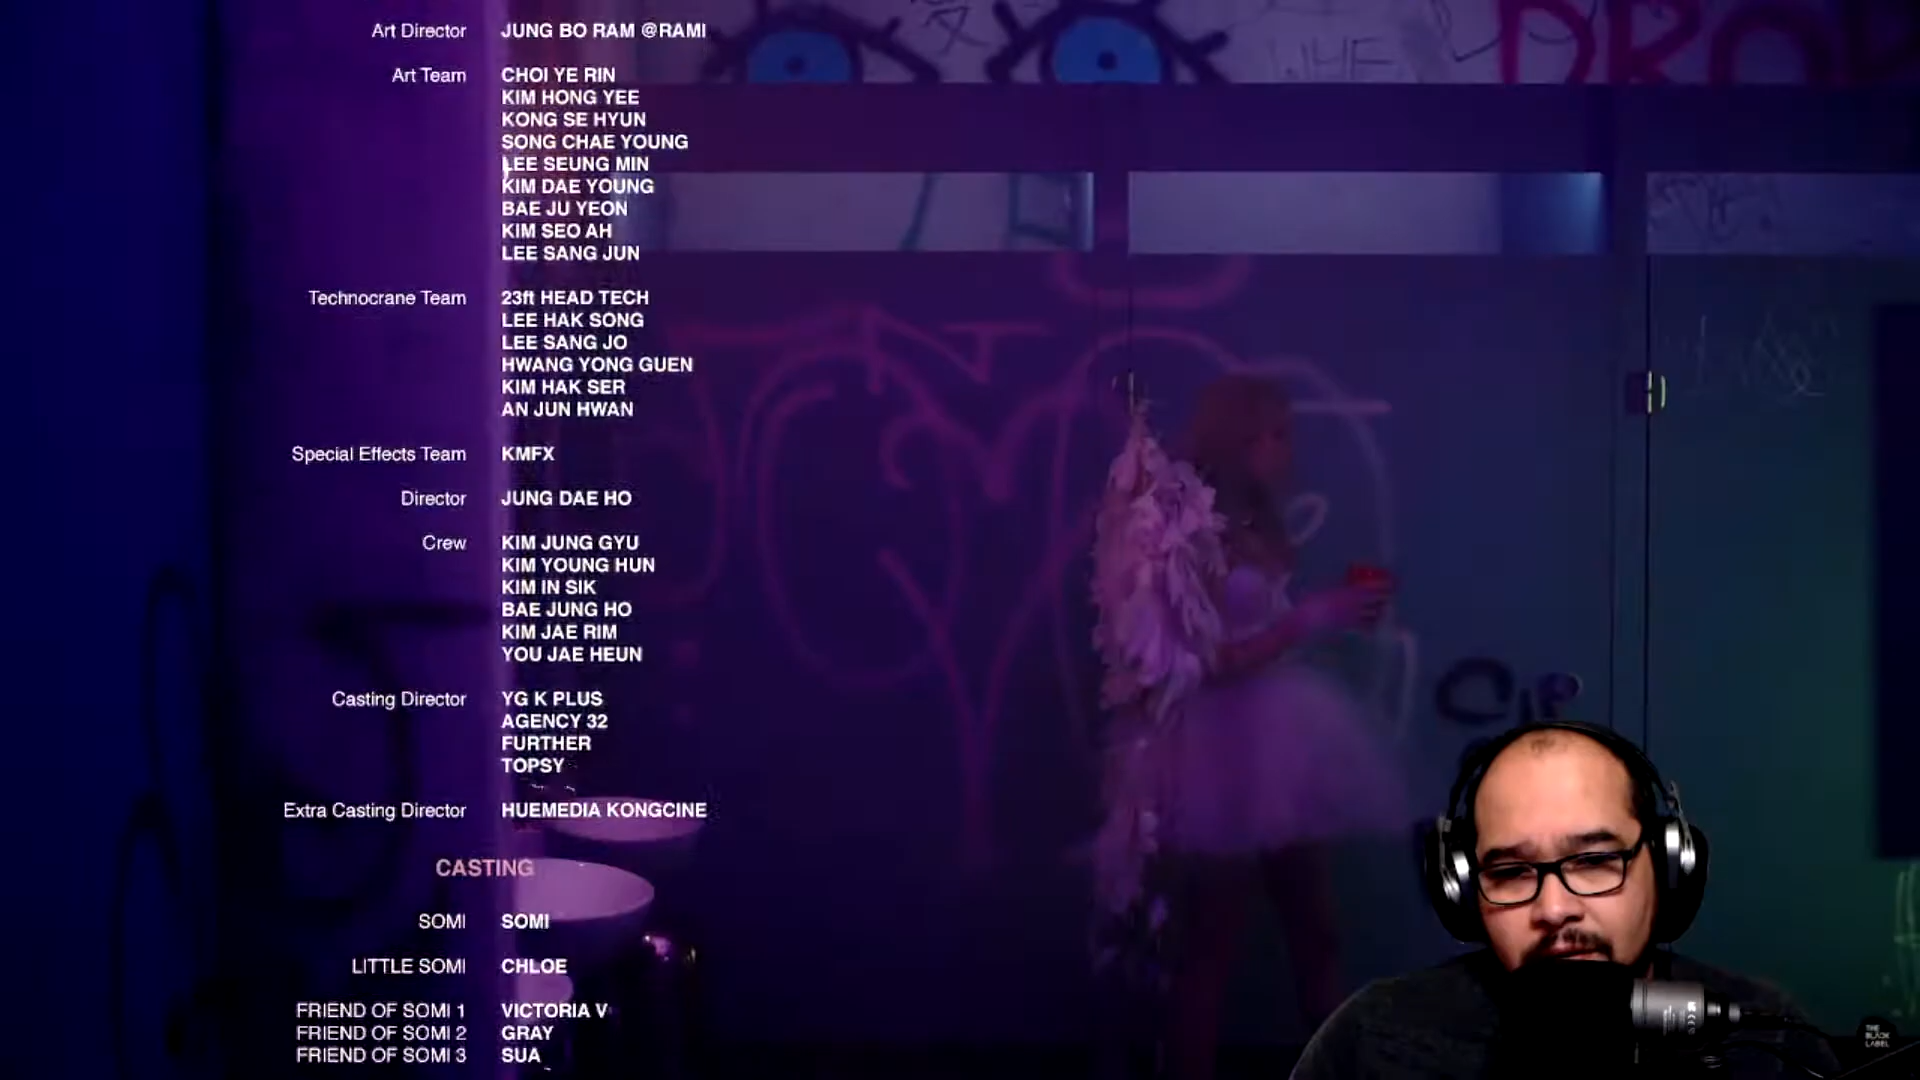 Art Director JUNG BO RAM @RAMI
Art Team CHOI YE RIN
KIM HONG YEE
KONG SE HYUN
SONG CHAE YOUNG
LEE SEUNG MIN
KIM DAE YOUNG
BAE JU YEON
KIM SEO AH
LEE SANG JUN
Technocrane Team 23ft HEAD TECH
LEE HAK SONG
LEE SANG JO
HWANG YONG GUEN
KIM HAK SER
AN JUN HWAN
Special Effects Team KMFX
Director JUNG DAE HO
Crew KIM JUNG GYU
KIM YOUNG HUN
KIM IN SIK
BAE JUNG HO
KIM JAE RIM
YOU JAE HEUN
Casting Director YG K PLUS
AGENCY 32
FURTHER
TOPSY
Extra Casting Director HUEMEDIA KONGCINE
CASTING
SOMI SOMI
LITTLE SOMI CHLOE
FRIEND OF SOMI 1 VICTORIA V
FRIEND OF SOMI 2 GRAY
FRIEND OF SOMI 3 SUA
DROP
THE
BLACK
LABEL